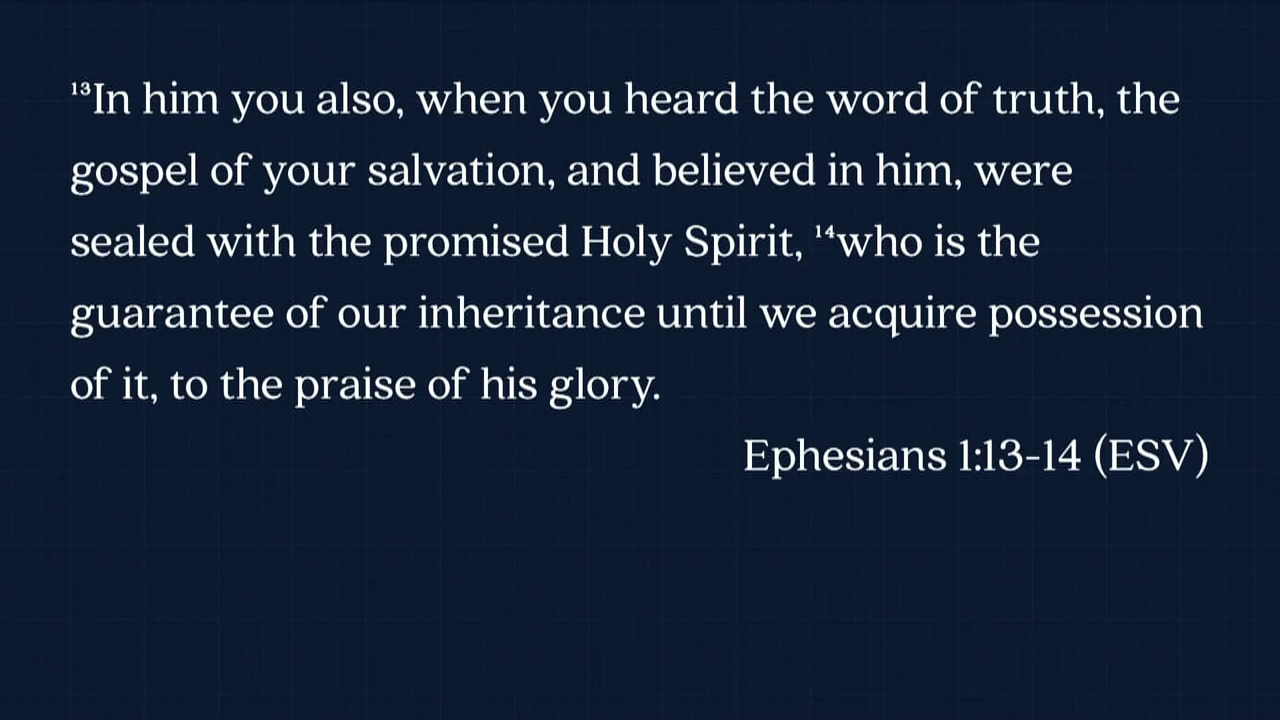 ¹³In him you also, when you heard the word of truth, the
gospel of your salvation, and believed in him, were
sealed with the promised Holy Spirit, ¹⁴who is the
guarantee of our inheritance until we acquire possession
of it, to the praise of his glory.
Ephesians 1:13-14 (ESV)